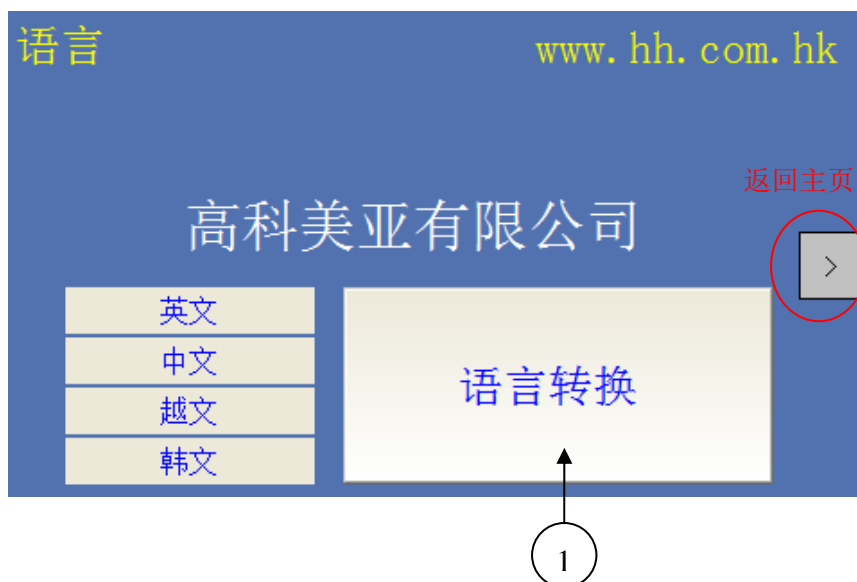 语言 www.hh.com.hk
返回主页
高科美亚有限公司
>
英文
中文
语言转换
越文
韩文
1